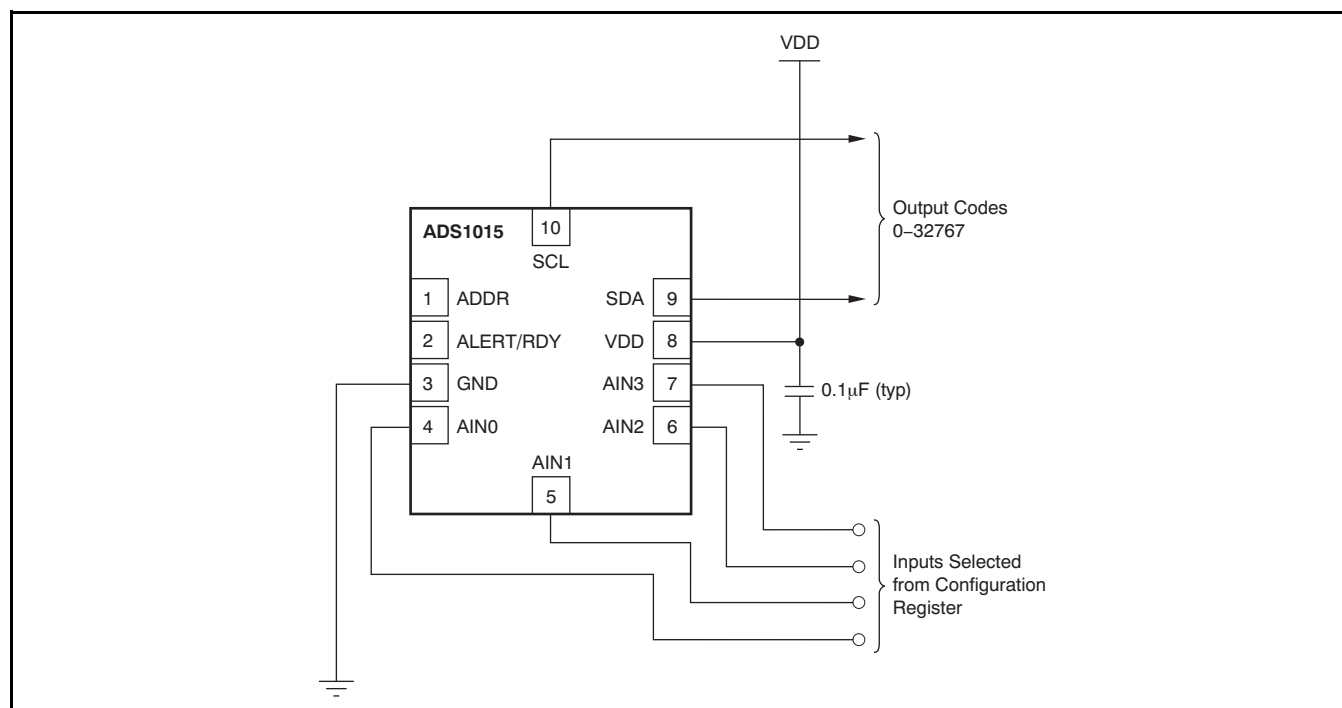 VDD
Output Codes
0–32767
ADS1015
10
SCL
1 ADDR
SDA 9
2 ALERT/RDY
VDD 8
3 GND
AIN3 7
0.1μF (typ)
4 AIN0
AIN2 6
AIN1
5
Inputs Selected
from Configuration
Register